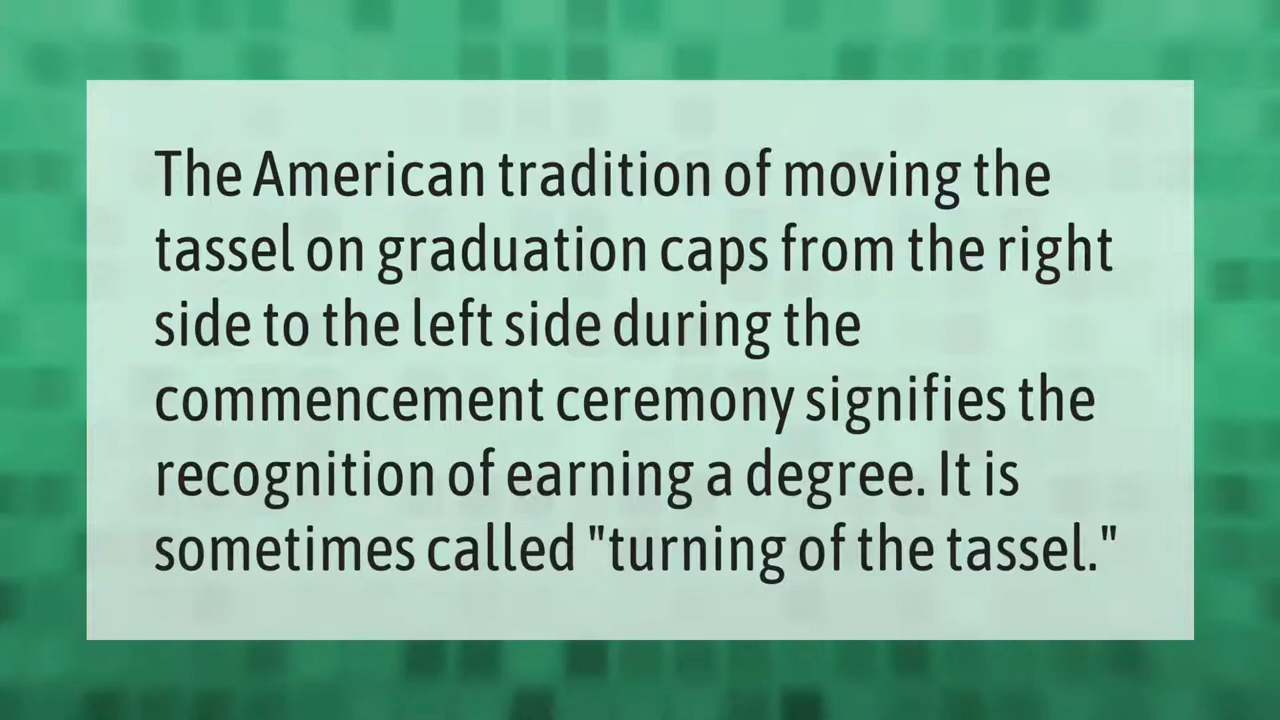 The American tradition of moving the
tassel on graduation caps from the right
side to the left side during the
commencement ceremony signifies the
recognition of earning a degree. It is
sometimes called "turning of the tassel."